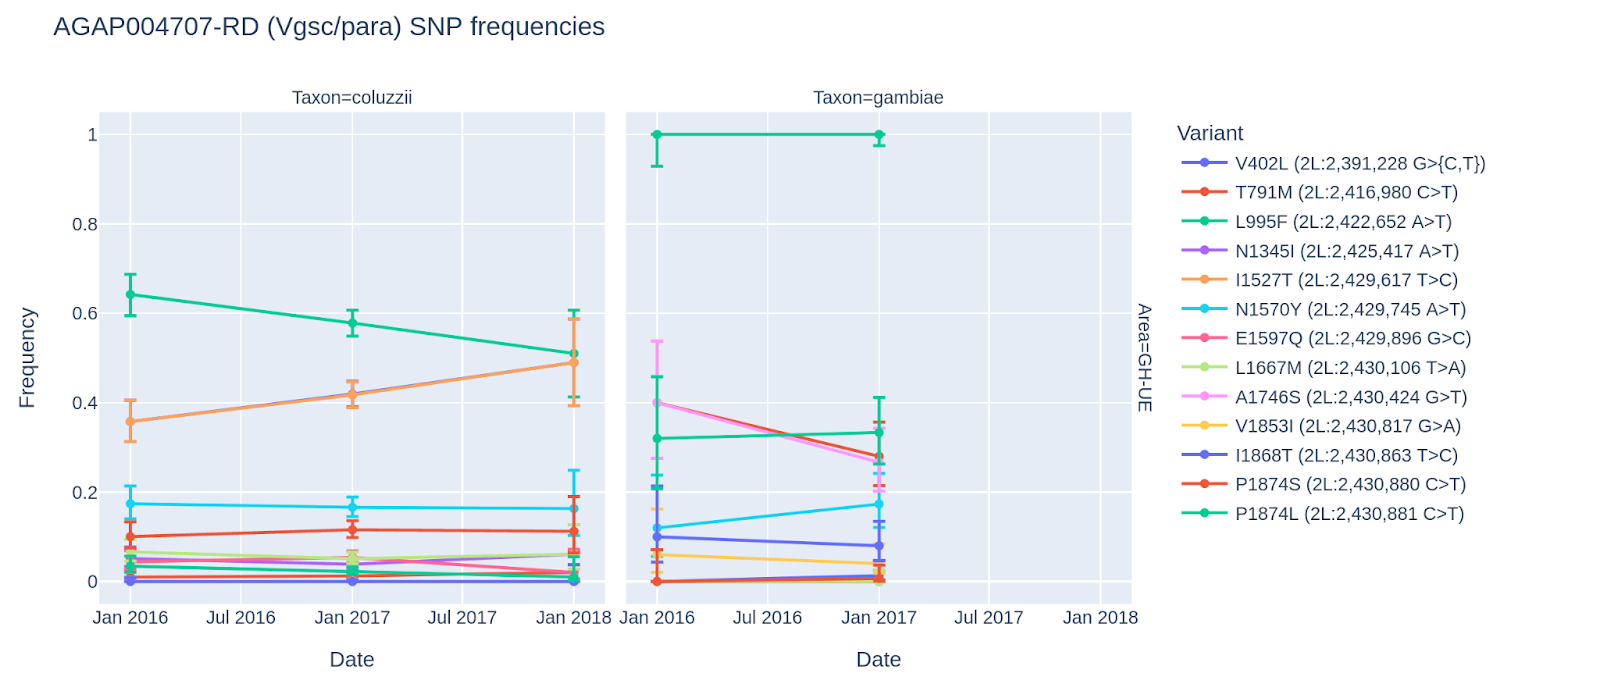 AGAP004707-RD (Vgsc/para) SNP frequencies
Taxon=coluzzii
Taxon=gambiae
Frequency
1
0.8
0.6
0.4
0.2
0
Jan 2016
Jul 2016
Jan 2017
Jul 2017
Jan 2018
Jan 2016
Jul 2016
Jan 2017
Jul 2017
Jan 2018
Date
Date
Area=GH-UE
Variant
V402L (2L:2,391,228 G>{C,T})
T791M (2L:2,416,980 C>T)
L995F (2L:2,422,652 A>T)
N1345I (2L:2,425,417 A>T)
I1527T (2L:2,429,617 T>C)
N1570Y (2L:2,429,745 A>T)
E1597Q (2L:2,429,896 G>C)
L1667M (2L:2,430,106 T>A)
A1746S (2L:2,430,424 G>T)
V1853I (2L:2,430,817 G>A)
I1868T (2L:2,430,863 T>C)
P1874S (2L:2,430,880 C>T)
P1874L (2L:2,430,881 C>T)